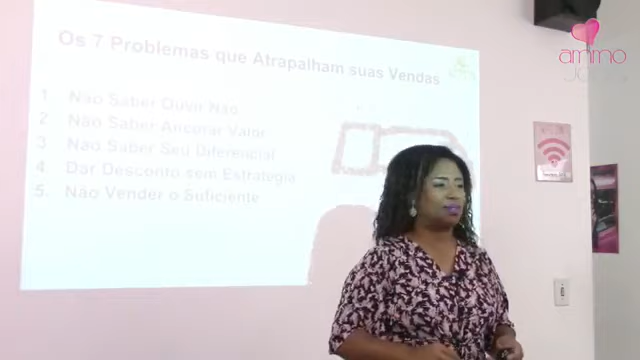 Os 7 Problemas que Atrapalham suas Vendas
1. Não Saber Ouvir Não
2. Não Saber Ancorar Valor
3. Não Saber Seu Diferencial
4. Dar Desconto sem Estratégia
5. Não Vender o Suficiente
ammo